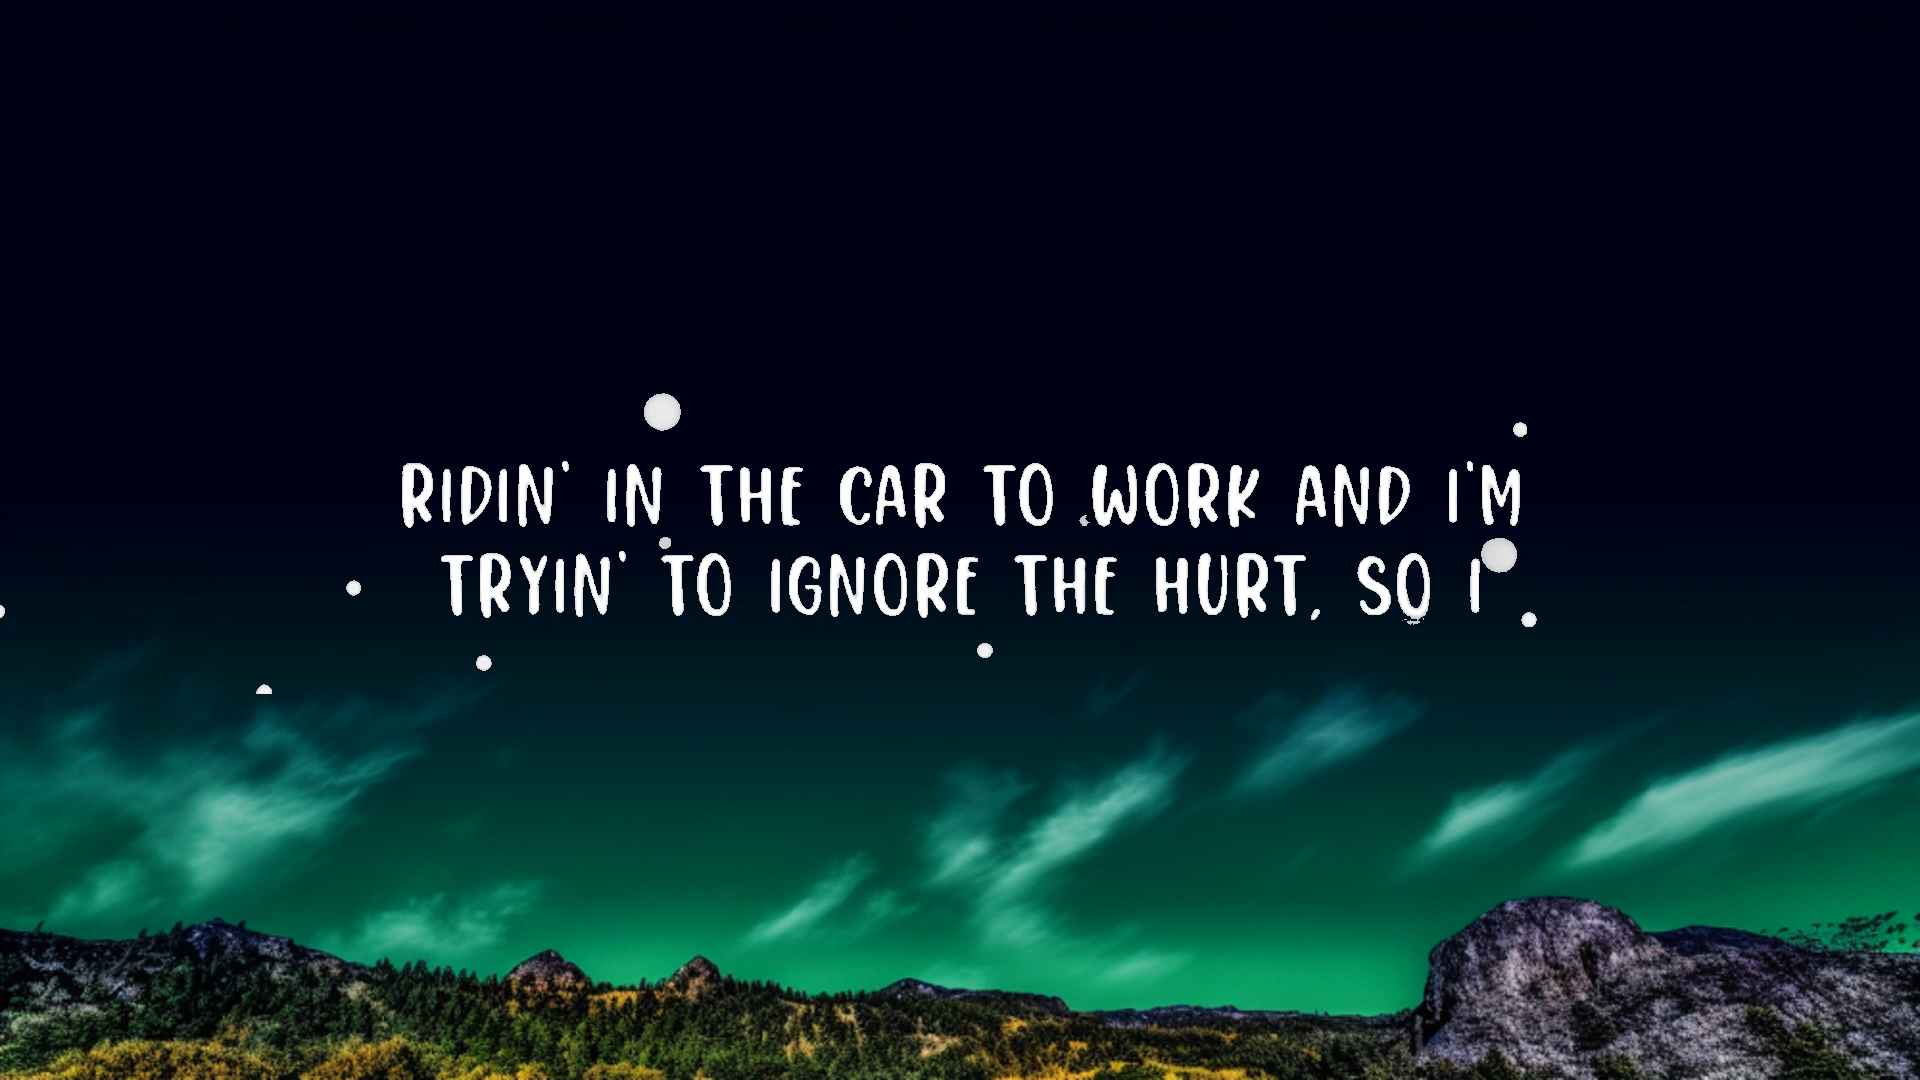 RIDIN' IN THE CAR TO WORK AND I'M
TRYIN' TO IGNORE THE HURT, SO I